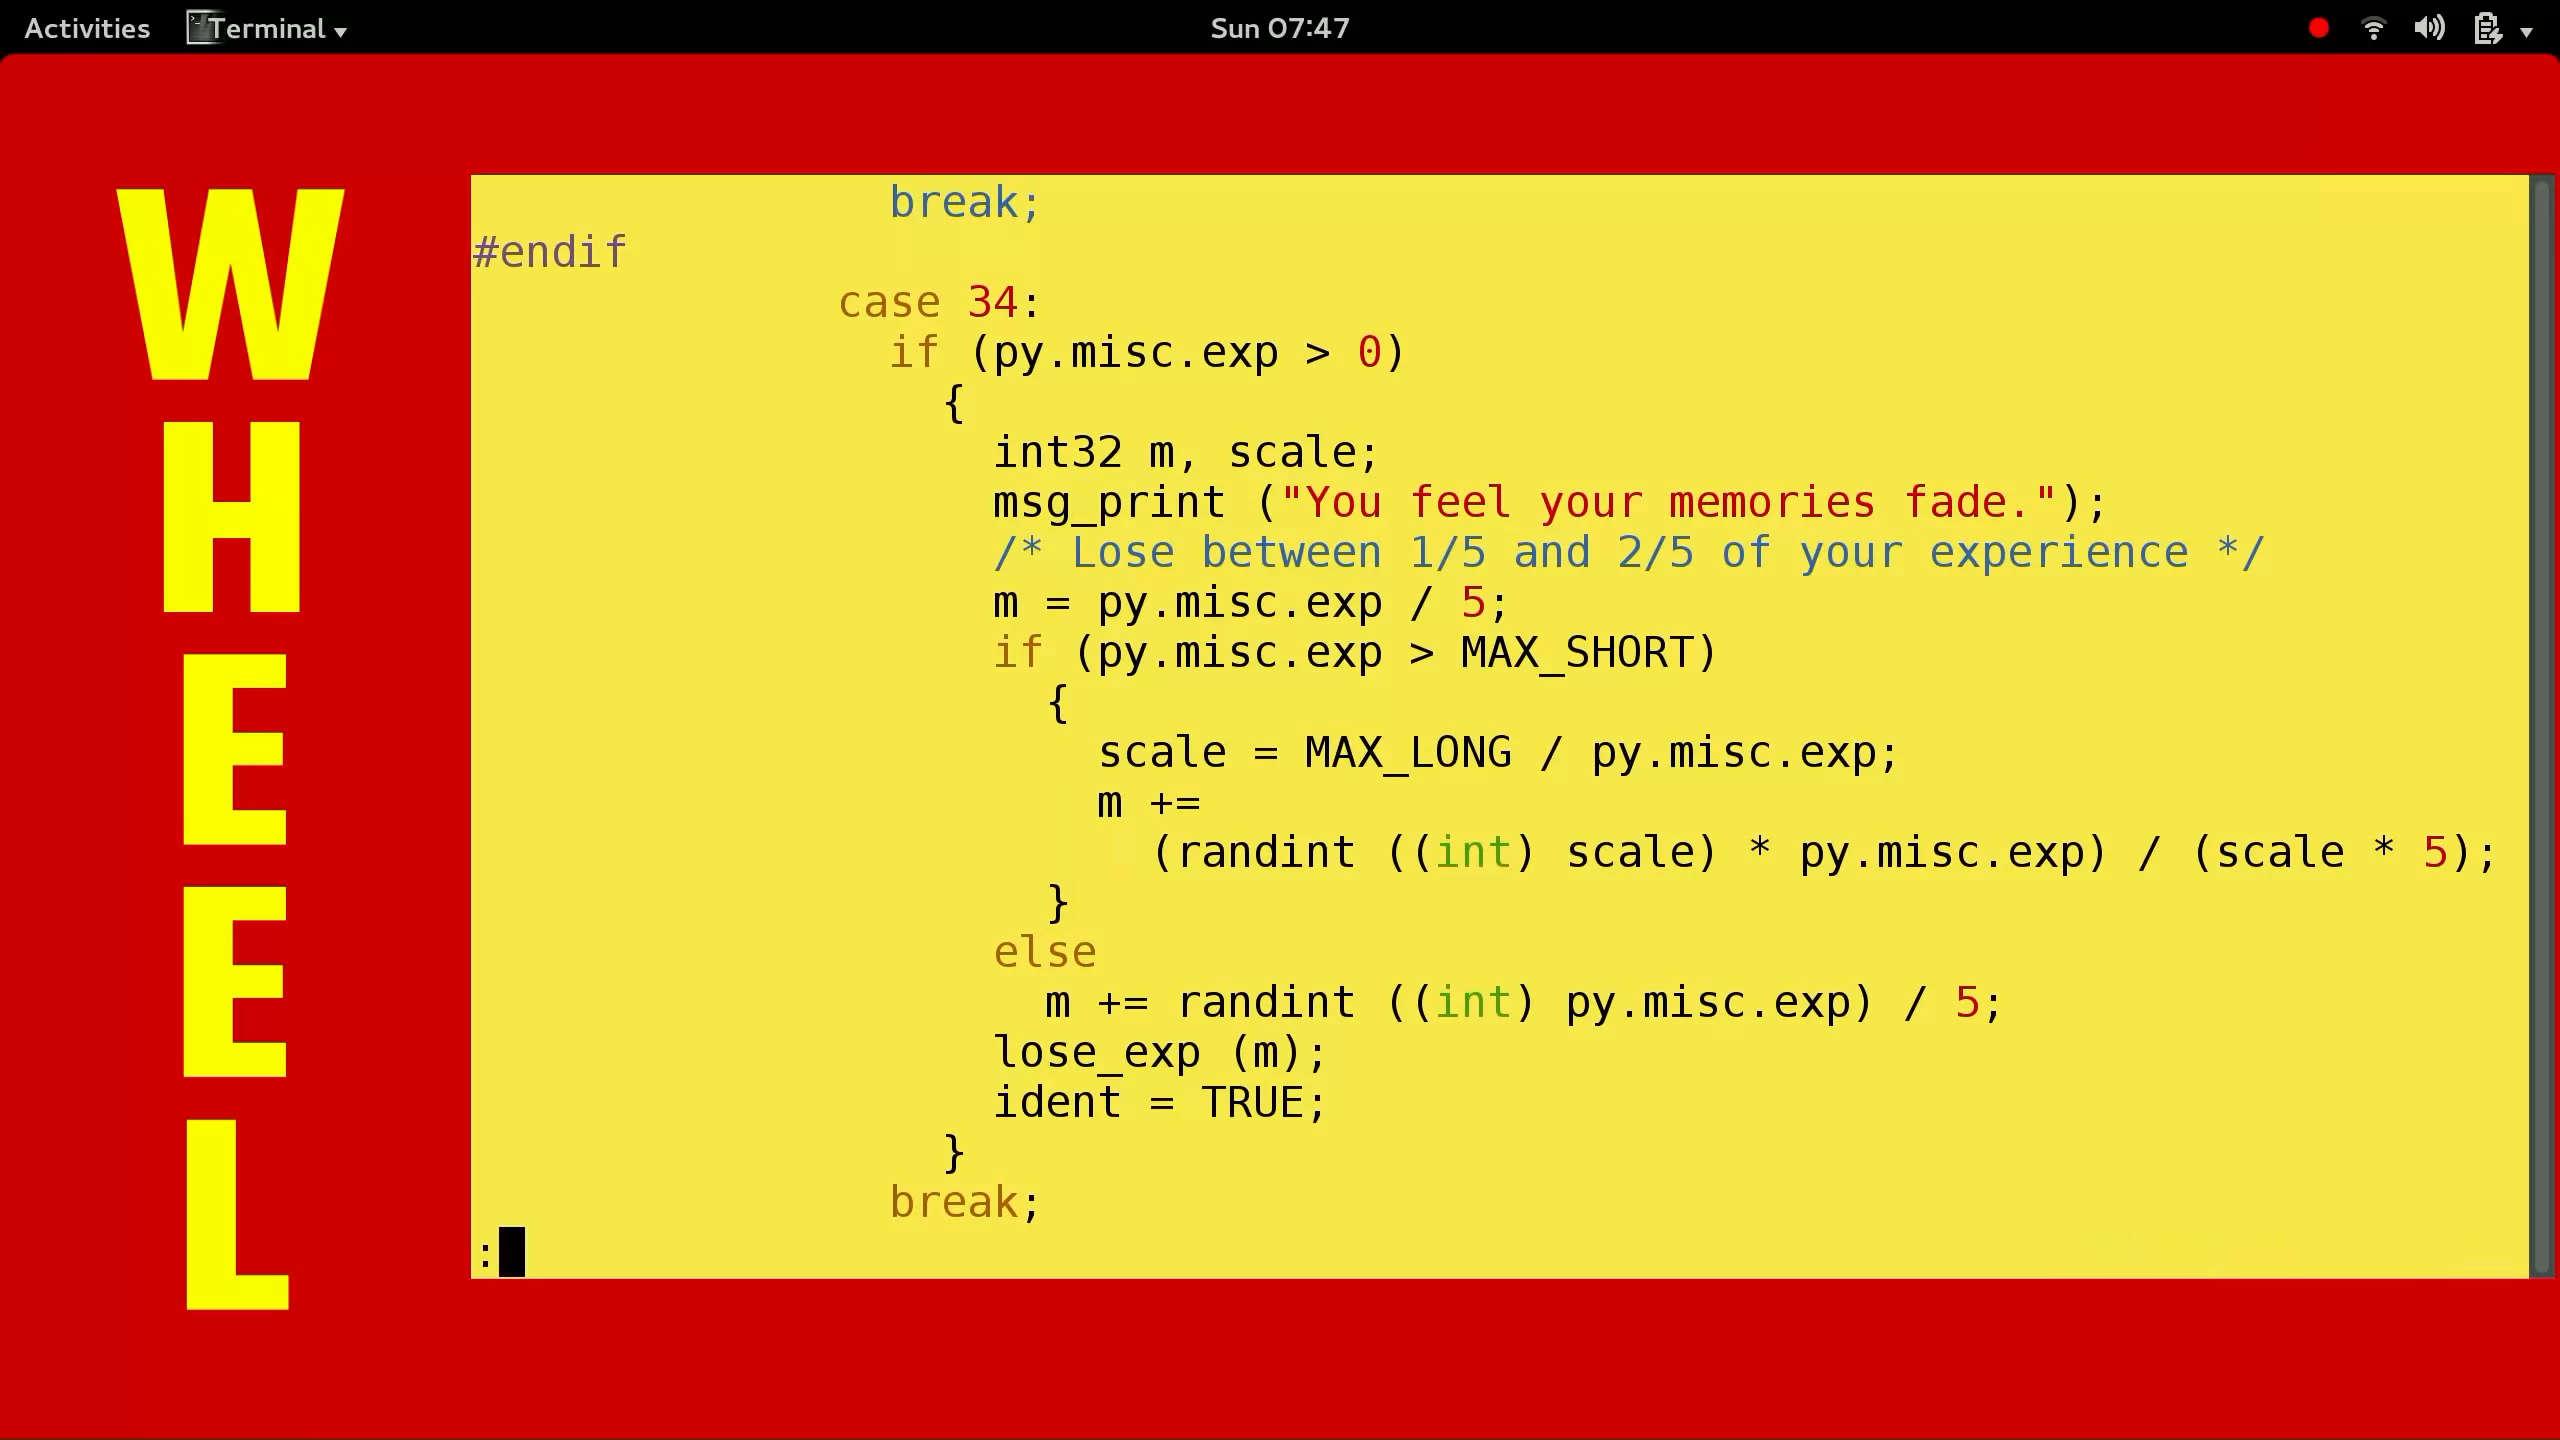 Activities Terminal Sun 07:47
WHEEL
break;
#endif
case 34:
if (py.misc.exp > 0)
{
int32 m, scale;
msg_print ("You feel your memories fade.");
/* Lose between 1/5 and 2/5 of your experience */
m = py.misc.exp / 5;
if (py.misc.exp > MAX_SHORT)
{
scale = MAX_LONG / py.misc.exp;
m +=
(randint ((int) scale) * py.misc.exp) / (scale * 5);
}
else
m += randint ((int) py.misc.exp) / 5;
lose_exp (m);
ident = TRUE;
}
break;
: